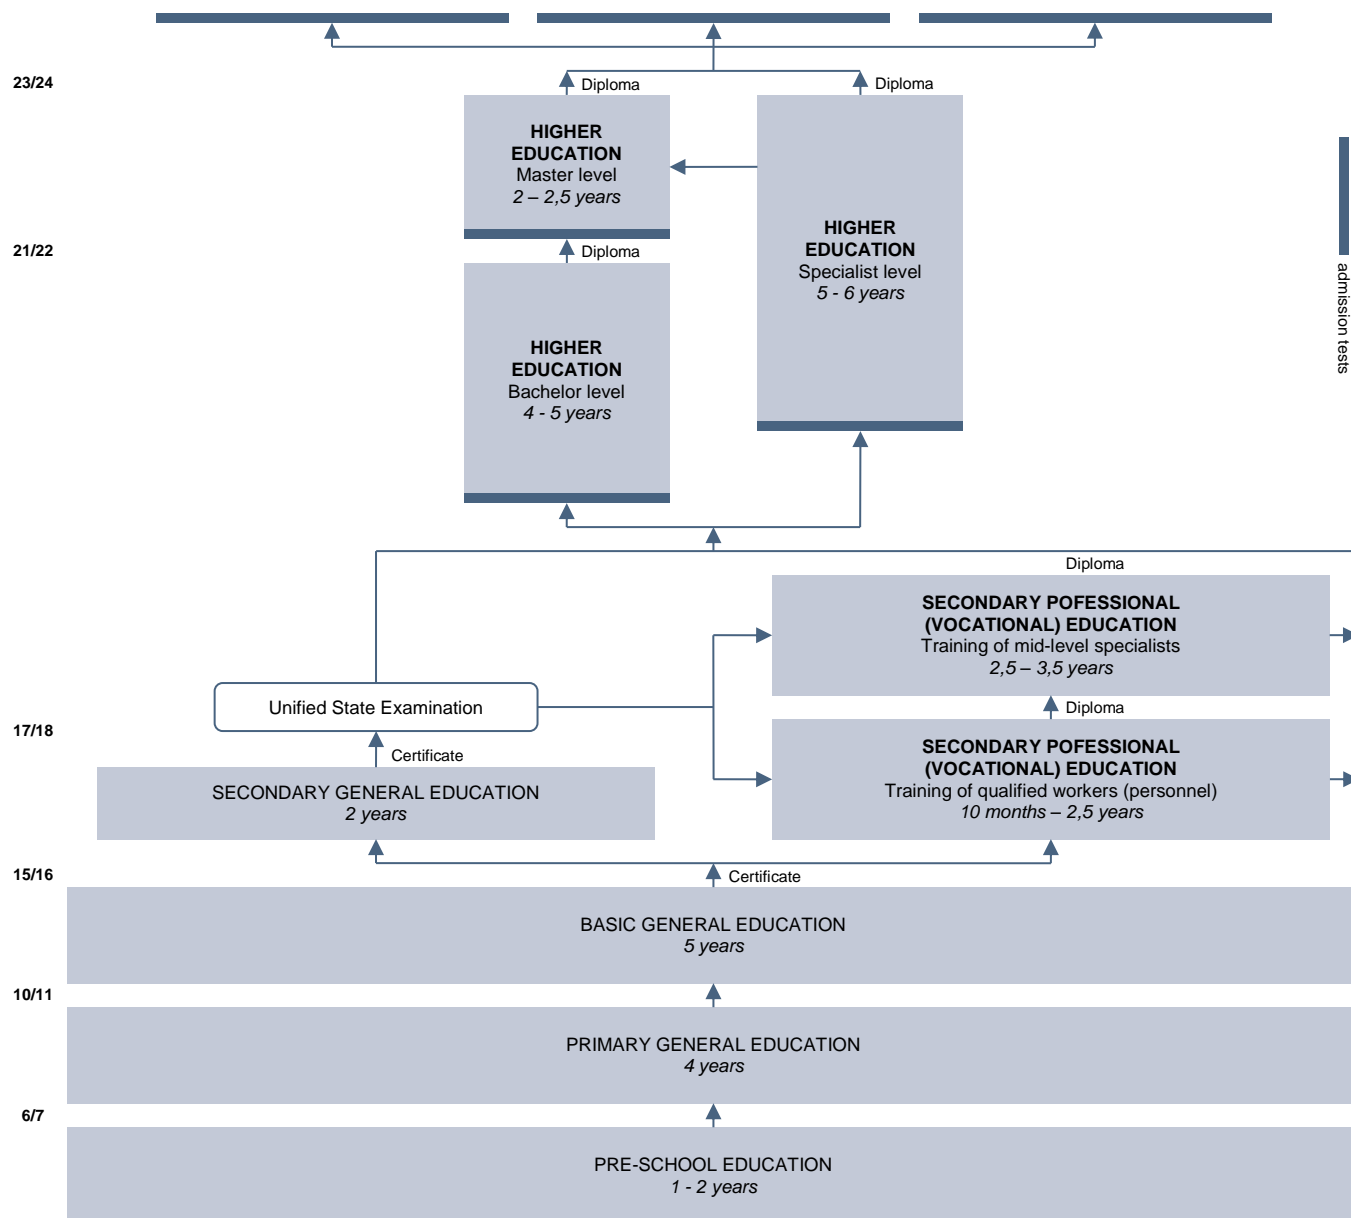 23/24
Diploma
Diploma
HIGHER
EDUCATION
Master level
2 – 2,5 years
HIGHER
EDUCATION
Specialist level
5 - 6 years
21/22
Diploma
admission tests
HIGHER
EDUCATION
Bachelor level
4 - 5 years
Diploma
SECONDARY POFESSIONAL
(VOCATIONAL) EDUCATION
Training of mid-level specialists
2,5 – 3,5 years
Unified State Examination
Diploma
17/18
Certificate
SECONDARY POFESSIONAL
(VOCATIONAL) EDUCATION
Training of qualified workers (personnel)
10 months – 2,5 years
SECONDARY GENERAL EDUCATION
2 years
15/16
Certificate
BASIC GENERAL EDUCATION
5 years
10/11
PRIMARY GENERAL EDUCATION
4 years
6/7
PRE-SCHOOL EDUCATION
1 - 2 years